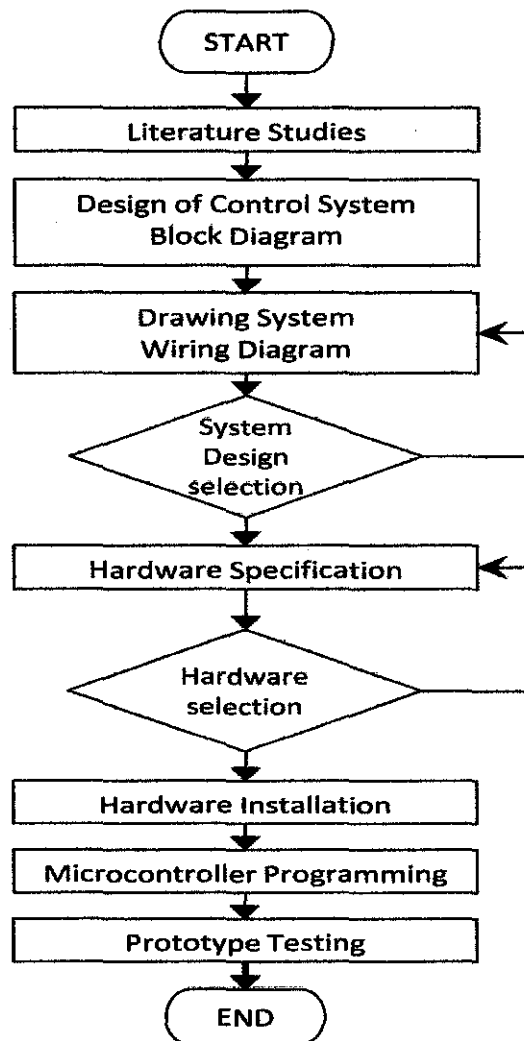 START
Literature Studies
Design of Control System
Block Diagram
Drawing System
Wiring Diagram
System
Design
selection
Hardware Specification
Hardware
selection
Hardware Installation
Microcontroller Programming
Prototype Testing
END